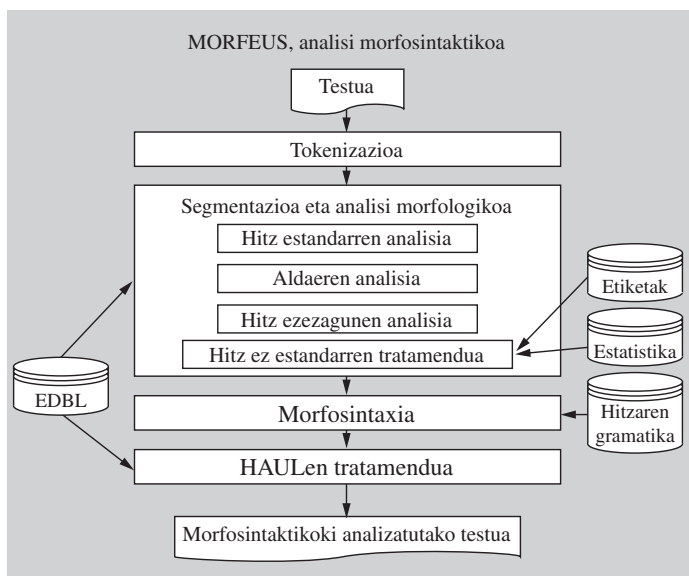 MORFEUS, analisi morfosintaktikoa
Testua
Tokenizazioa
Segmentazioa eta analisi morfologikoa
Hitz estandarren analisia
Aldaeren analisia
Hitz ezezagunen analisia
Hitz ez estandarren tratamendua
Etiketak
Estatistika
EDBL
Morfosintaxia
Hitzaren
gramatika
HAULen tratamendua
Morfosintaktikoki analizatutako testua